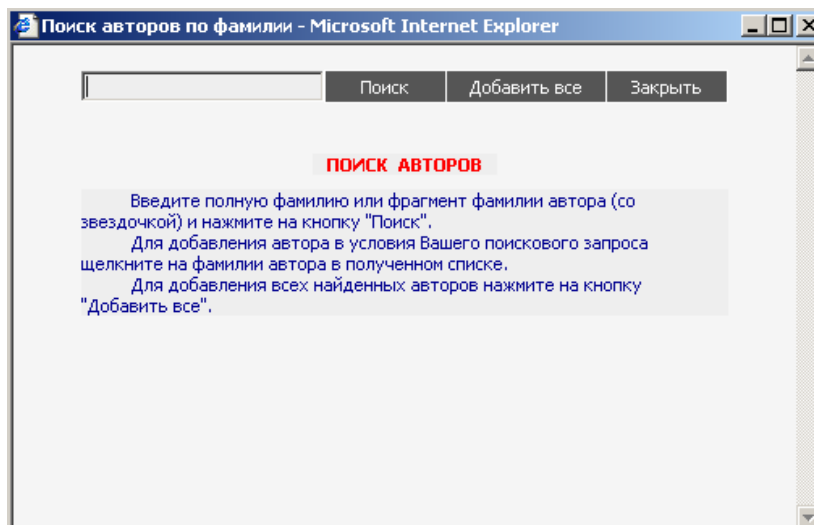 Поиск авторов по фамилии - Microsoft Internet Explorer
Поиск Добавить все Закрыть
ПОИСК АВТОРОВ
Введите полную фамилию или фрагмент фамилии автора (со
звездочкой) и нажмите на кнопку "Поиск".
Для добавления автора в условия Вашего поискового запроса
щелкните на фамилии автора в полученном списке.
Для добавления всех найденных авторов нажмите на кнопку
"Добавить все".